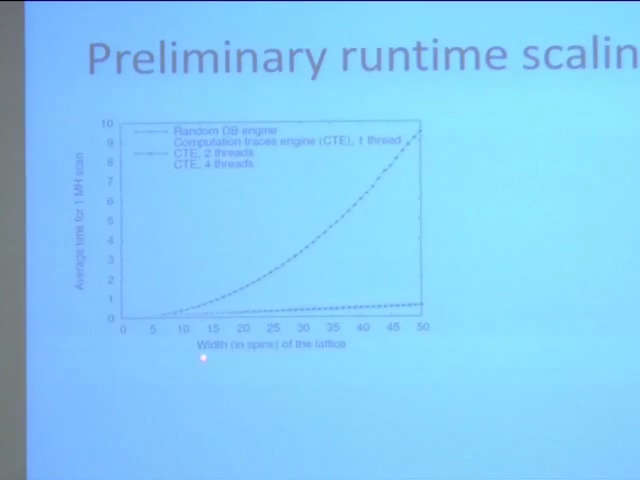 Preliminary runtime scalin
10
9
8
7
6
5
4
3
2
1
0
Average time for 1 MH scan
Random DB engine
Computation traces engine (CTE), 1 thread
CTE, 2 threads
CTE, 4 threads
0 5 10 15 20 25 30 35 40 45 50
Width (in spins) of the lattice